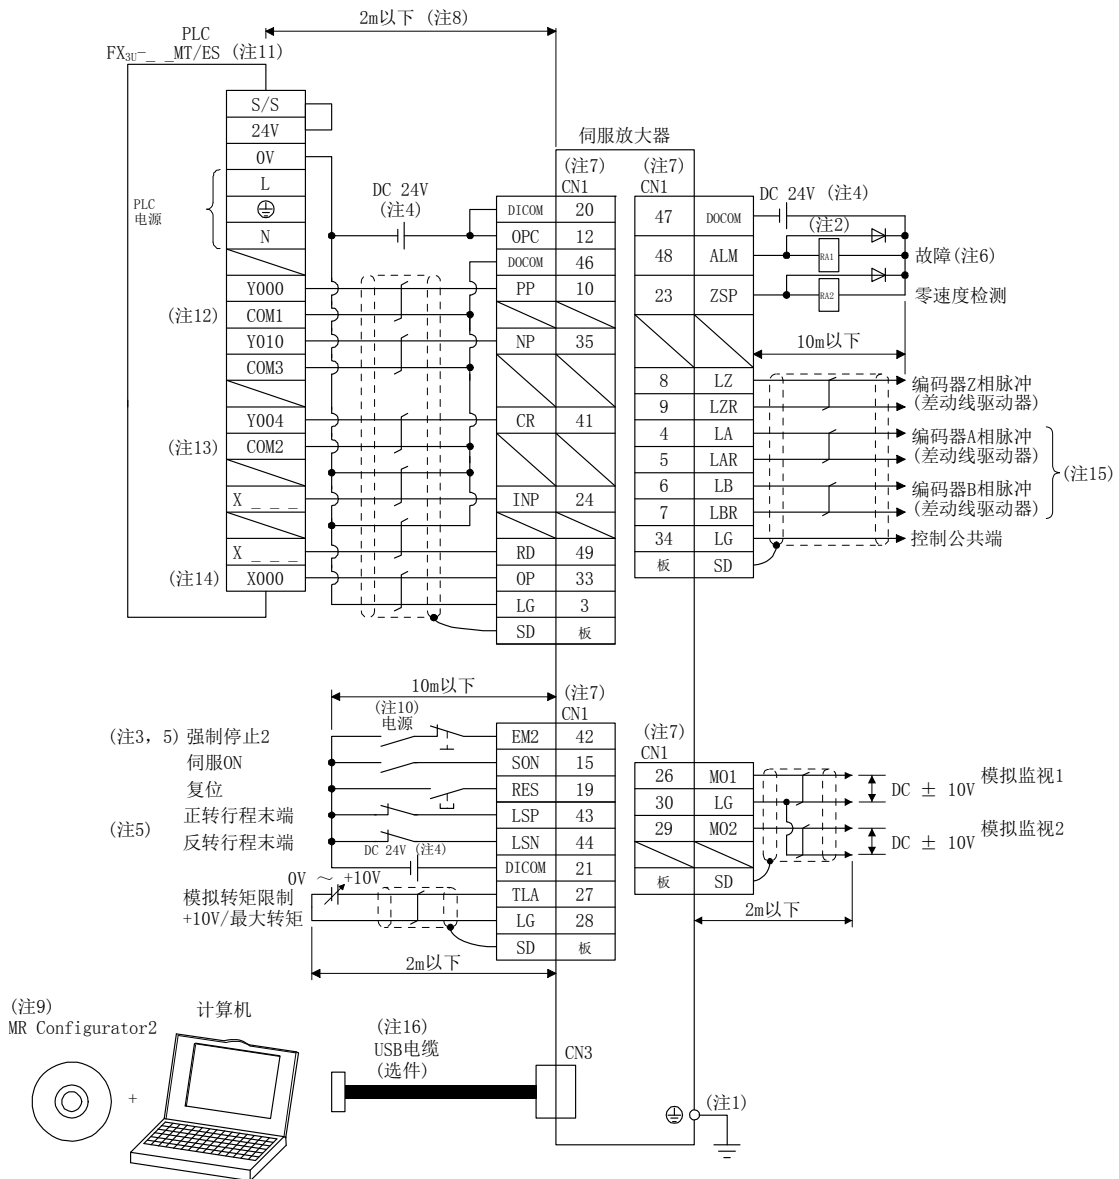 2m以下 (注8)
PLC
FX3U-_ _MT/ES (注11)
S/S
24V
0V
L
N
PLC
电源
Y000
(注12) COM1
Y010
COM3
Y004
(注13) COM2
X _ _ _
X _ _ _
(注14) X000
DC 24V
(注4)
伺服放大器
(注7)
CN1
DICOM 20
OPC 12
DOCOM 46
PP 10
NP 35
CR 41
INP 24
RD 49
OP 33
LG 3
SD 板
(注7)
CN1
47 DOCOM
48 ALM
23 ZSP
8 LZ
9 LZR
4 LA
5 LAR
6 LB
7 LBR
34 LG
板 SD
DC 24V (注4)
(注2)
RA1
故障(注6)
RA2
零速度检测
10m以下
编码器Z相脉冲
(差动线驱动器)
编码器A相脉冲
(差动线驱动器)
编码器B相脉冲
(差动线驱动器)
(注15)
控制公共端
10m以下
(注10)
电源
(注3, 5) 强制停止2
伺服ON
复位
正转行程末端
(注5)
反转行程末端
DC 24V (注4)
0V ～ +10V
模拟转矩限制
+10V/最大转矩
2m以下
(注7)
CN1
EM2 42
SON 15
RES 19
LSP 43
LSN 44
DICOM 21
TLA 27
LG 28
SD 板
(注7)
CN1
26 MO1
30 LG
29 MO2
板 SD
模拟监视1
DC ± 10V
模拟监视2
DC ± 10V
2m以下
(注9)
MR Configurator2
+
计算机
(注16)
USB电缆
(选件)
CN3
(注1)